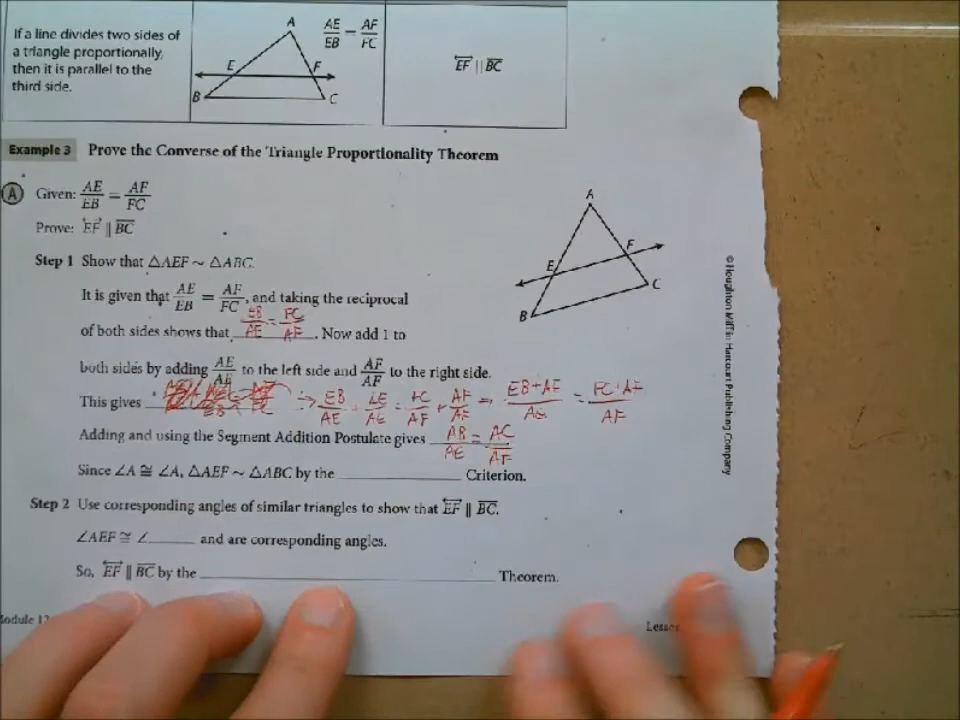 If a line divides two sides of
a triangle proportionally,
then it is parallel to the
third side.
A
E
F
B
C
AE/EB = AF/FC
EF || BC
Example 3 Prove the Converse of the Triangle Proportionality Theorem
A Given: AE/EB = AF/FC
Prove: EF || BC
Step 1 Show that △AEF ~ △ABC.
It is given that AE/EB = AF/FC, and taking the reciprocal
of both sides shows that EB/AE = FC/AF. Now add 1 to
both sides by adding AE/AE to the left side and AF/AF to the right side.
This gives → EB/AE + AE/AE = FC/AF + AF/AF → EB+AE/AE = FC+AF/AF
Adding and using the Segment Addition Postulate gives AB/AE = AC/AF
Since ∠A ≅ ∠A, △AEF ~ △ABC by the ____ Criterion.
Step 2 Use corresponding angles of similar triangles to show that EF || BC.
∠AEF ≅ ∠____ and are corresponding angles.
So, EF || BC by the ____ Theorem.
A
E
F
B
C
© Houghton Mifflin Harcourt Publishing Company